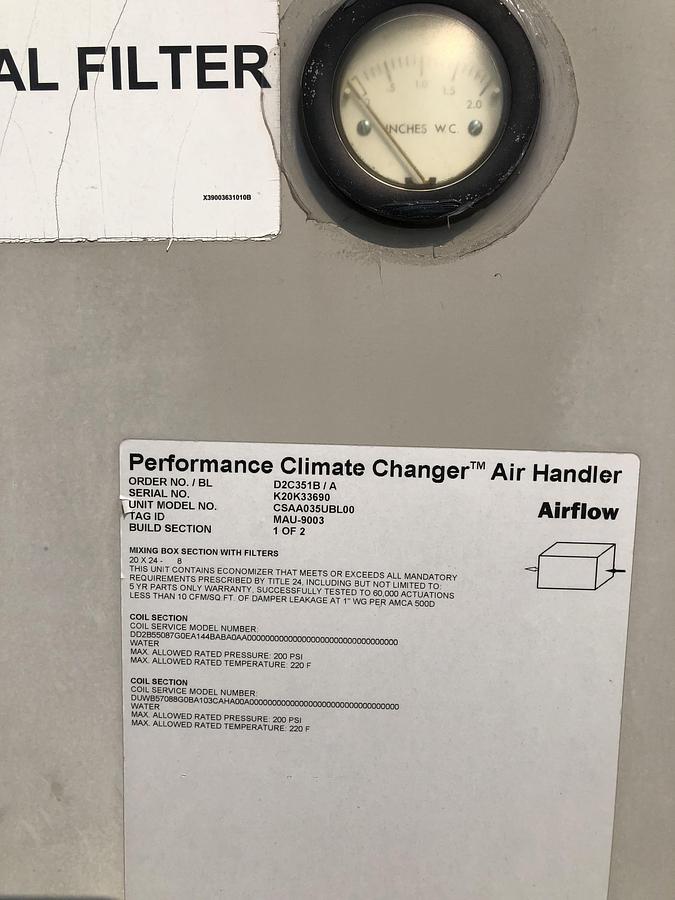 AL FILTER
X39003631010B
.5 1.0 1.5
2.0
INCHES W.C.
Performance Climate Changer™ Air Handler
ORDER NO. / BL D2C351B / A
SERIAL NO. K20K33690
UNIT MODEL NO. CSAA035UBL00
TAG ID MAU-9003
BUILD SECTION 1 OF 2
Airflow
MIXING BOX SECTION WITH FILTERS
20 X 24 - 8
THIS UNIT CONTAINS ECONOMIZER THAT MEETS OR EXCEEDS ALL MANDATORY
REQUIREMENTS PRESCRIBED BY TITLE 24, INCLUDING BUT NOT LIMITED TO:
5 YR PARTS ONLY WARRANTY, SUCCESSFULLY TESTED TO 60,000 ACTUATIONS
LESS THAN 10 CFM/SQ FT. OF DAMPER LEAKAGE AT 1" WG PER AMCA 500D
COIL SECTION
COIL SERVICE MODEL NUMBER:
WATER
MAX. ALLOWED RATED PRESSURE: 200 PSI
MAX. ALLOWED RATED TEMPERATURE: 220 F
COIL SECTION
COIL SERVICE MODEL NUMBER:
WATER
MAX. ALLOWED RATED PRESSURE: 200 PSI
MAX. ALLOWED RATED TEMPERATURE: 220 F